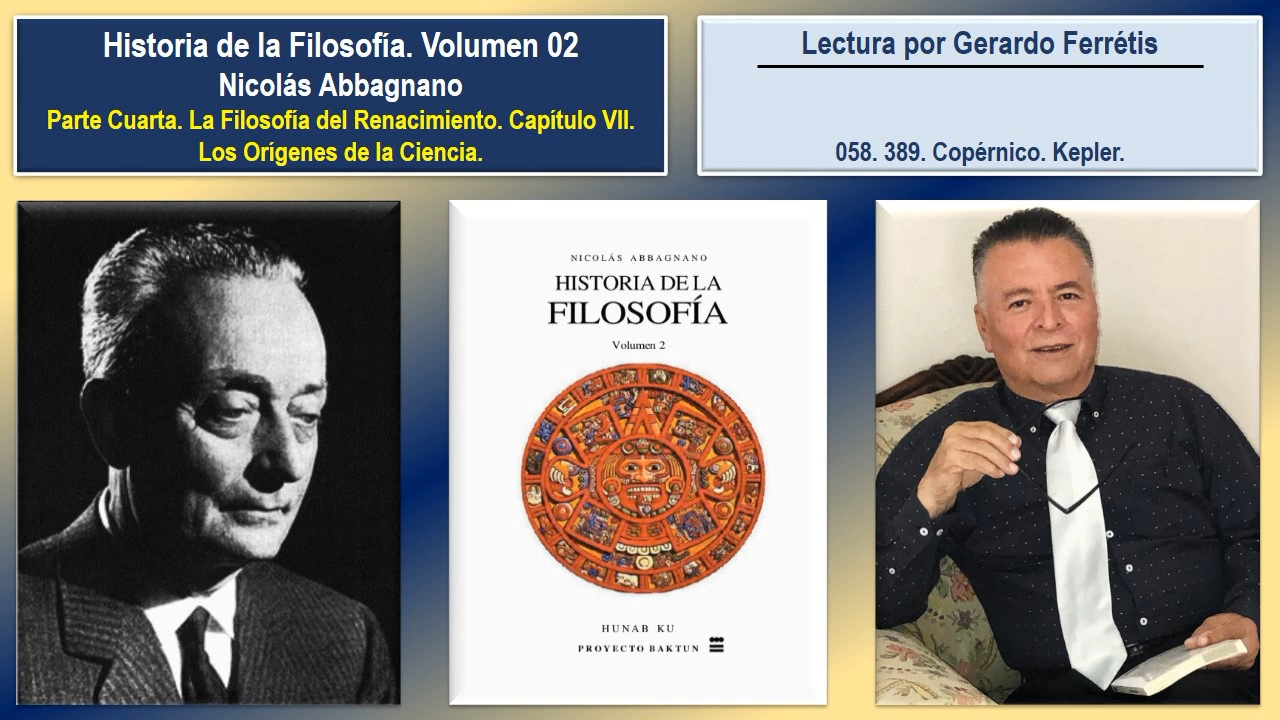 Historia de la Filosofía. Volumen 02
Nicolás Abbagnano
Parte Cuarta. La Filosofía del Renacimiento. Capítulo VII.
Los Orígenes de la Ciencia.
Lectura por Gerardo Ferrétis
058. 389. Copérnico. Kepler.
NICOLÁS ABBAGNANO
HISTORIA DE LA
FILOSOFÍA
Volumen 2
HUNAB KU
PROYECTO BAKTUN